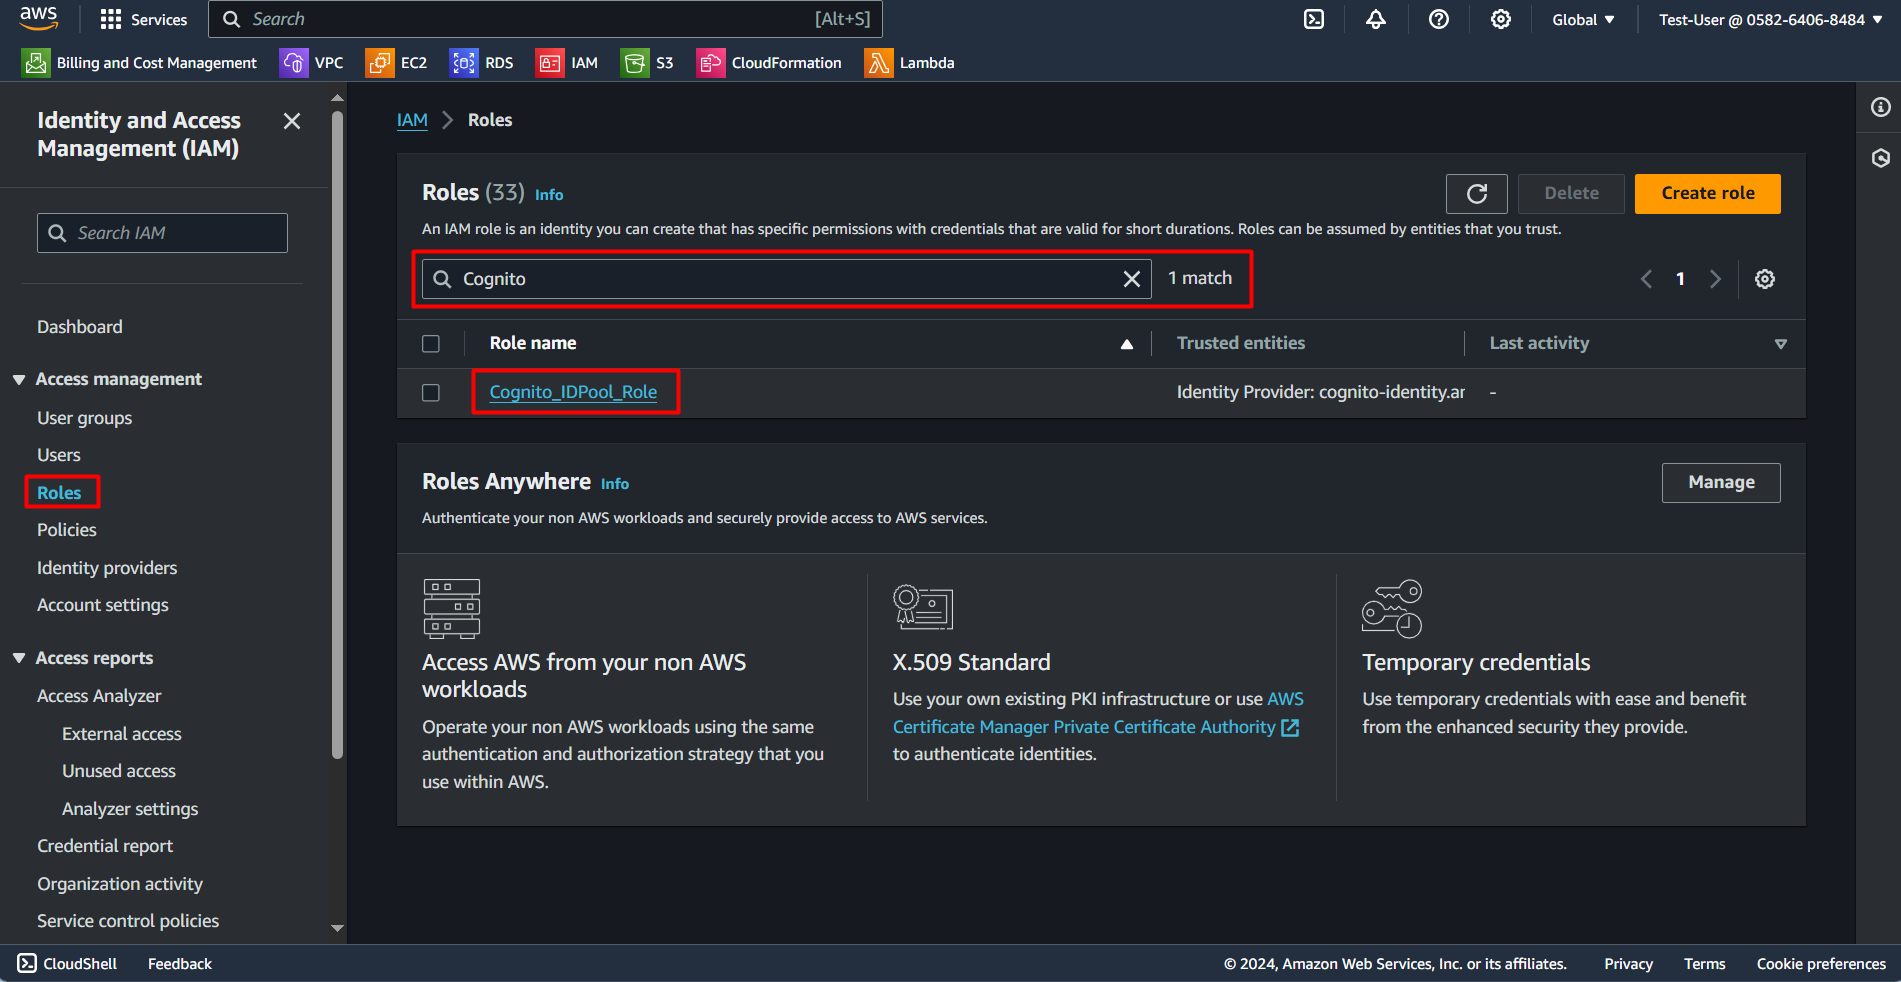 aws
Services
Search
[Alt+S]
Global
Test-User @ 0582-6406-8484
Billing and Cost Management
VPC
EC2
RDS
IAM
S3
CloudFormation
Lambda
Identity and Access
Management (IAM)
Search IAM
Dashboard
Access management
User groups
Users
Roles
Policies
Identity providers
Account settings
Access reports
Access Analyzer
External access
Unused access
Analyzer settings
Credential report
Organization activity
Service control policies
IAM
Roles
Roles (33) Info
Delete
Create role
An IAM role is an identity you can create that has specific permissions with credentials that are valid for short durations. Roles can be assumed by entities that you trust.
Cognito
1 match
1
Role name
Trusted entities
Last activity
Cognito_IDPool_Role
Identity Provider: cognito-identity.ar
-
Roles Anywhere Info
Manage
Authenticate your non AWS workloads and securely provide access to AWS services.
Access AWS from your non AWS
workloads
Operate your non AWS workloads using the same
authentication and authorization strategy that you
use within AWS.
X.509 Standard
Use your own existing PKI infrastructure or use AWS
Certificate Manager Private Certificate Authority
to authenticate identities.
Temporary credentials
Use temporary credentials with ease and benefit
from the enhanced security they provide.
CloudShell
Feedback
© 2024, Amazon Web Services, Inc. or its affiliates.
Privacy
Terms
Cookie preferences